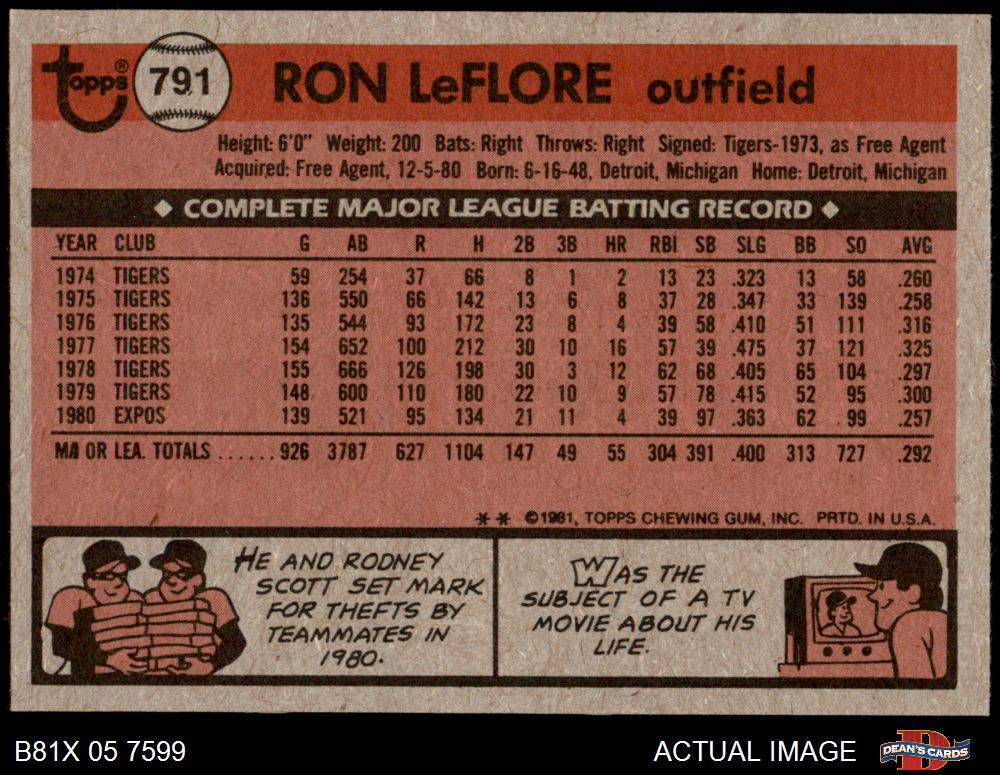 topps® 791 RON LeFLORE outfield
Height: 6'0" Weight: 200 Bats: Right Throws: Right Signed: Tigers-1973, as Free Agent
Acquired: Free Agent, 12-5-80 Born: 6-16-48, Detroit, Michigan Home: Detroit, Michigan
◆ COMPLETE MAJOR LEAGUE BATTING RECORD ◆
YEAR CLUB G AB R H 2B 3B HR RBI SB SLG BB SO AVG
1974 TIGERS 59 254 37 66 8 1 2 13 23 .323 13 58 .260
1975 TIGERS 136 550 66 142 13 6 8 37 28 .347 33 139 .258
1976 TIGERS 135 544 93 172 23 8 4 39 58 .410 51 111 .316
1977 TIGERS 154 652 100 212 30 10 16 57 39 .475 37 121 .325
1978 TIGERS 155 666 126 198 30 3 12 62 68 .405 65 104 .297
1979 TIGERS 148 600 110 180 22 10 9 57 78 .415 52 95 .300
1980 EXPOS 139 521 95 134 21 11 4 39 97 .363 62 99 .257
MAJOR LEA. TOTALS ...... 926 3787 627 1104 147 49 55 304 391 .400 313 727 .292
** ©1981, TOPPS CHEWING GUM, INC. PRTD. IN U.S.A.
HE AND RODNEY
SCOTT SET MARK
FOR THEFTS BY
TEAMMATES IN
1980.
WAS THE
SUBJECT OF A TV
MOVIE ABOUT HIS
LIFE.
B81X 05 7599 ACTUAL IMAGE DEAN'S CARDS